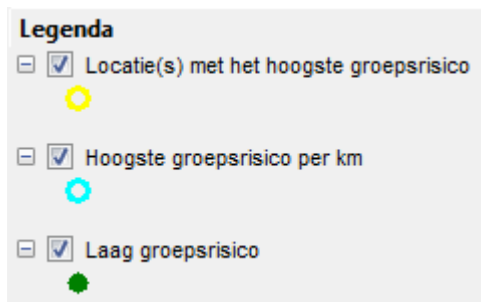 Legenda
Locatie(s) met het hoogste groepsrisico
Hoogste groepsrisico per km
Laag groepsrisico